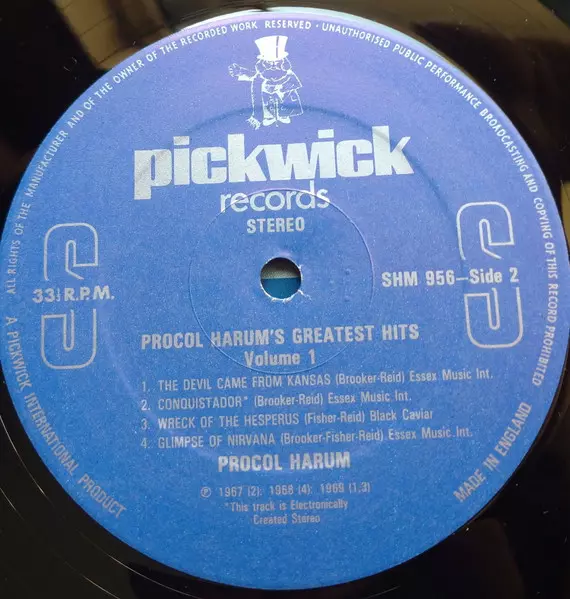 ALL RIGHTS OF THE MANUFACTURER AND OF THE OWNER OF THE RECORDED WORK RESERVED · UNAUTHORISED PUBLIC PERFORMANCE BROADCASTING AND COPYING OF THIS RECORD PROHIBITED
pickwick
records
STEREO
33⅓ R.P.M.
SHM 956–Side 2
PROCOL HARUM'S GREATEST HITS
Volume 1
1. THE DEVIL CAME FROM KANSAS (Brooker-Reid) Essex Music Int.
2. CONQUISTADOR* (Brooker-Reid) Essex Music Int.
3. WRECK OF THE HESPERUS (Fisher-Reid) Black Caviar
4. GLIMPSE OF NIRVANA (Brooker-Fisher-Reid) Essex Music Int.
PROCOL HARUM
℗ 1967 (2): 1968 (4): 1969 (1,3)
*This track is Electronically
Created Stereo
A PICKWICK INTERNATIONAL PRODUCT
MADE IN ENGLAND